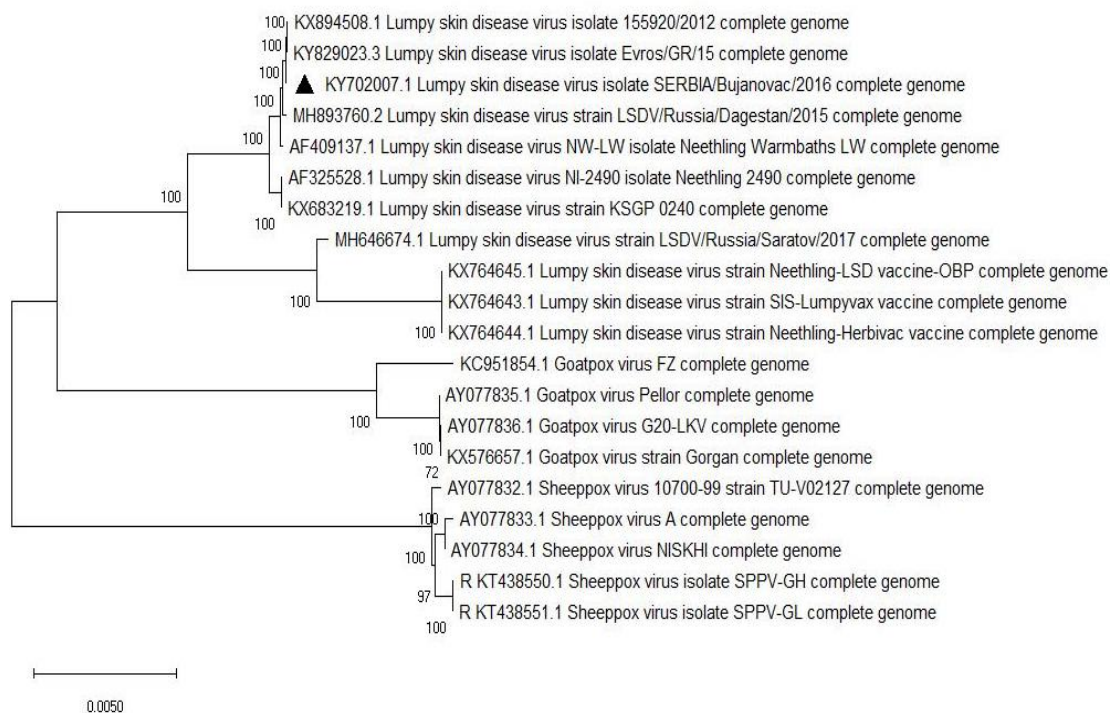 100 KX894508.1 Lumpy skin disease virus isolate 155920/2012 complete genome
100 KY829023.3 Lumpy skin disease virus isolate Evros/GR/15 complete genome
100 KY702007.1 Lumpy skin disease virus isolate SERBIA/Bujanovac/2016 complete genome
100 MH893760.2 Lumpy skin disease virus strain LSDV/Russia/Dagestan/2015 complete genome
100 AF409137.1 Lumpy skin disease virus NW-LW isolate Neethling Warmbaths LW complete genome
AF325528.1 Lumpy skin disease virus NI-2490 isolate Neethling 2490 complete genome
100
100 KX683219.1 Lumpy skin disease virus strain KSGP 0240 complete genome
MH646674.1 Lumpy skin disease virus strain LSDV/Russia/Saratov/2017 complete genome
KX764645.1 Lumpy skin disease virus strain Neethling-LSD vaccine-OBP complete genome
100 KX764643.1 Lumpy skin disease virus strain SIS-Lumpyvax vaccine complete genome
100 KX764644.1 Lumpy skin disease virus strain Neethling-Herbivac vaccine complete genome
KC951854.1 Goatpox virus FZ complete genome
AY077835.1 Goatpox virus Pellor complete genome
100 AY077836.1 Goatpox virus G20-LKV complete genome
100 KX576657.1 Goatpox virus strain Gorgan complete genome
72
AY077832.1 Sheeppox virus 10700-99 strain TU-V02127 complete genome
100 AY077833.1 Sheeppox virus A complete genome
100 AY077834.1 Sheeppox virus NISKHI complete genome
R KT438550.1 Sheeppox virus isolate SPPV-GH complete genome
97
R KT438551.1 Sheeppox virus isolate SPPV-GL complete genome
100
0.0050